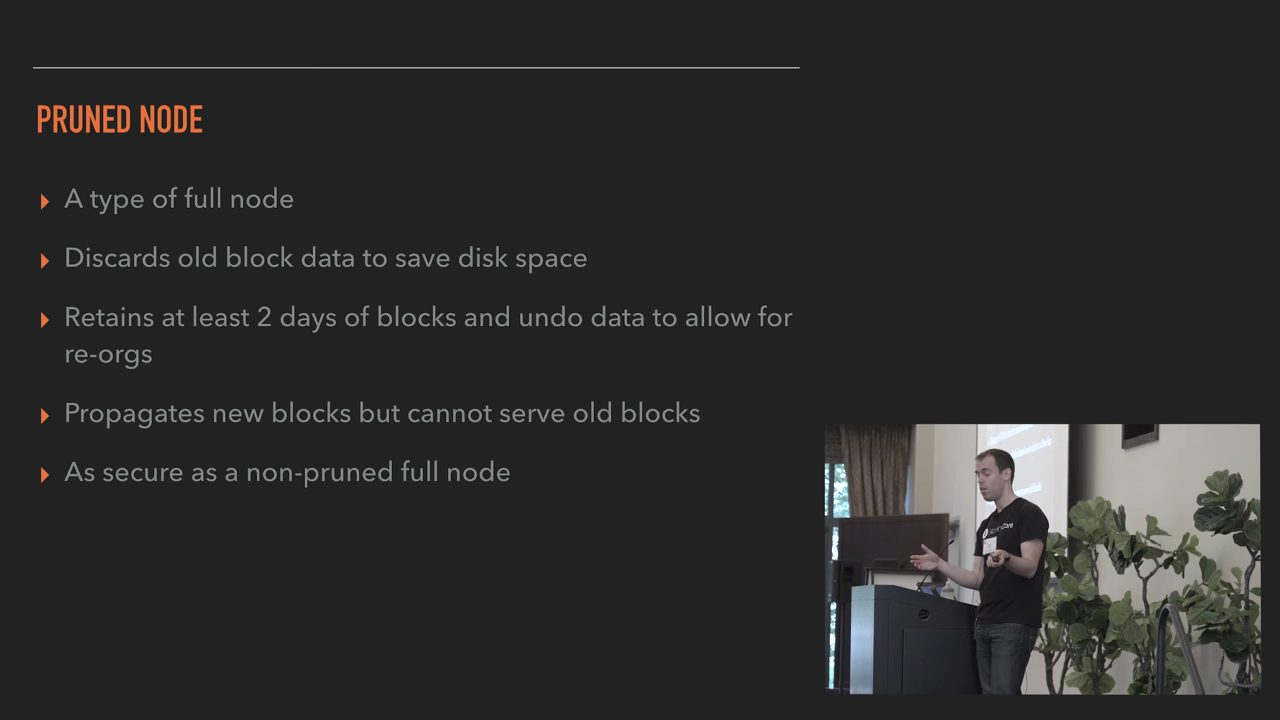 PRUNED NODE
A type of full node
Discards old block data to save disk space
Retains at least 2 days of blocks and undo data to allow for
re-orgs
Propagates new blocks but cannot serve old blocks
As secure as a non-pruned full node